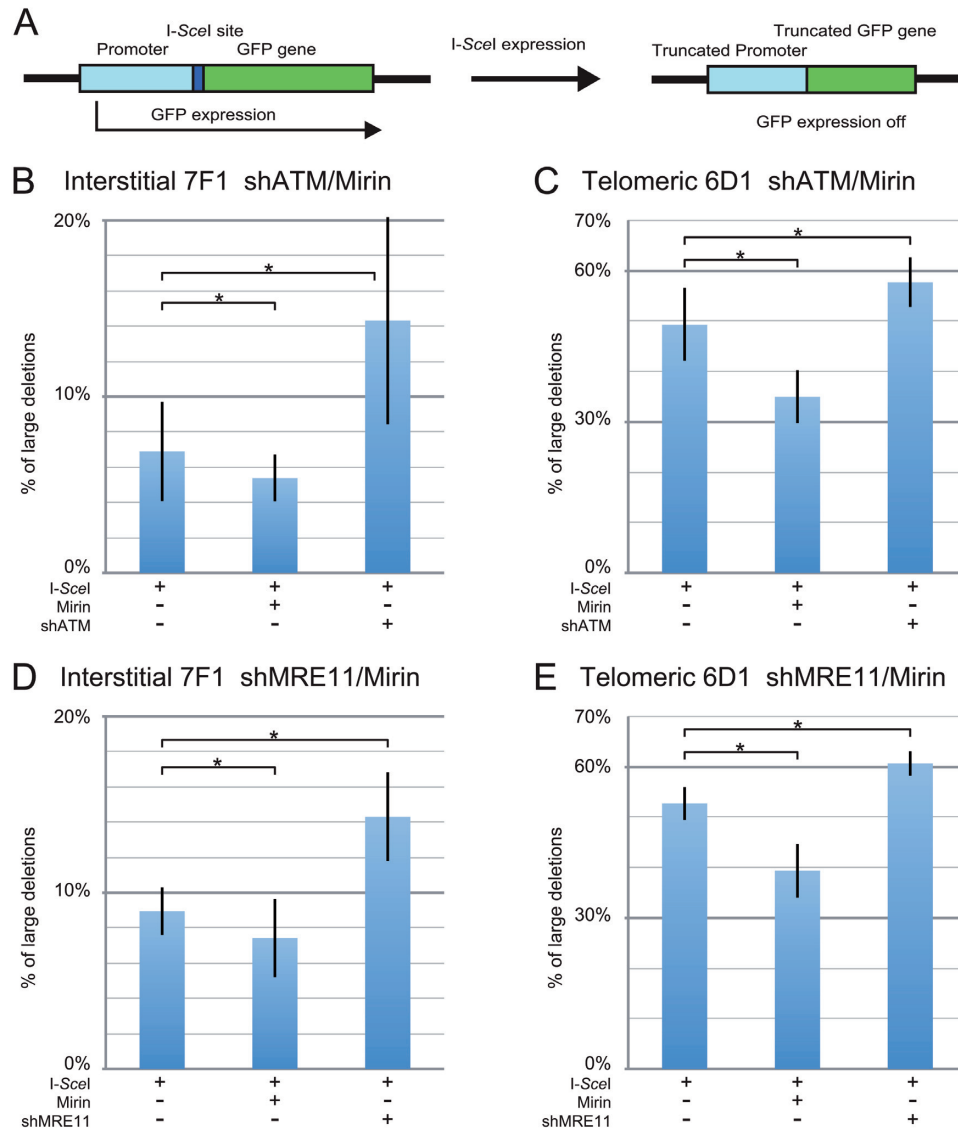 A
I-SceI site
Promoter GFP gene
GFP expression
I-SceI expression
Truncated GFP gene
Truncated Promoter
GFP expression off
B Interstitial 7F1 shATM/Mirin
20%
10%
0%
% of large deletions
* *
I-SceI + + +
Mirin - + -
shATM - - +
C Telomeric 6D1 shATM/Mirin
70%
60%
30%
0%
% of large deletions
* *
I-SceI + + +
Mirin - + -
shATM - - +
D Interstitial 7F1 shMRE11/Mirin
20%
10%
0%
% of large deletions
* *
I-SceI + + +
Mirin - + -
shMRE11 - - +
E Telomeric 6D1 shMRE11/Mirin
70%
60%
30%
0%
% of large deletions
* *
I-SceI + + +
Mirin - + -
shMRE11 - - +